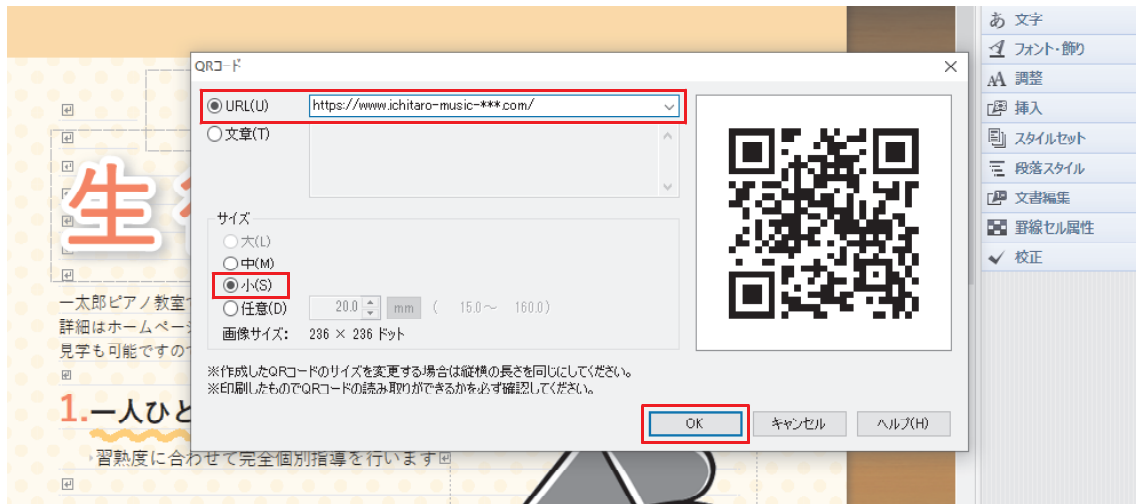 QRコード
URL(U)
https://www.ichitaro-music-***.com/
文章(T)
サイズ
大(L)
中(M)
小(S)
任意(D)
20.0 mm ( 15.0～ 160.0)
画像サイズ: 236 × 236 ドット
※作成したQRコードのサイズを変更する場合は縦横の長さを同じにしてください。
※印刷したものでQRコードの読み取りができるかを必ず確認してください。
OK
キャンセル
ヘルプ(H)
生
一太郎ピアノ教室
詳細はホームペー
見学も可能ですの
1.一人ひと
習熟度に合わせて完全個別指導を行います
文字
フォント・飾り
調整
挿入
スタイルセット
段落スタイル
文書編集
罫線セル属性
校正